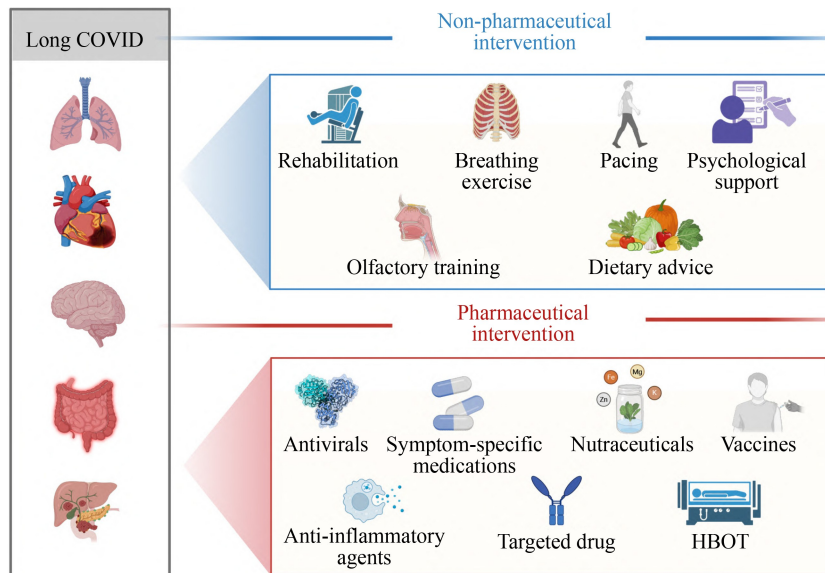 Long COVID
Non-pharmaceutical
intervention
Rehabilitation
Breathing
exercise
Pacing
Psychological
support
Olfactory training
Dietary advice
Pharmaceutical
intervention
Fe
Mg
Zn
K
Antivirals
Symptom-specific
medications
Nutraceuticals
Vaccines
Anti-inflammatory
agents
Targeted drug
HBOT